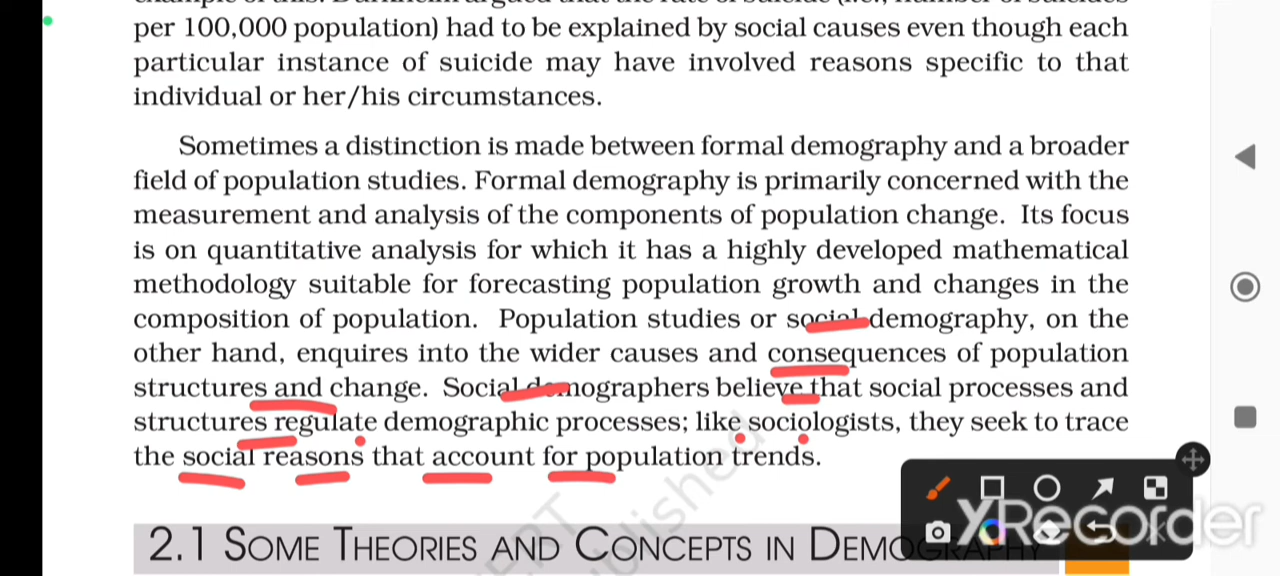 per 100,000 population) had to be explained by social causes even though each
particular instance of suicide may have involved reasons specific to that
individual or her/his circumstances.
Sometimes a distinction is made between formal demography and a broader
field of population studies. Formal demography is primarily concerned with the
measurement and analysis of the components of population change. Its focus
is on quantitative analysis for which it has a highly developed mathematical
methodology suitable for forecasting population growth and changes in the
composition of population. Population studies or social demography, on the
other hand, enquires into the wider causes and consequences of population
structures and change. Social demographers believe that social processes and
structures regulate demographic processes; like sociologists, they seek to trace
the social reasons that account for population trends.
XRecorder
2.1 SOME THEORIES AND CONCEPTS IN DEMOGRAPHY